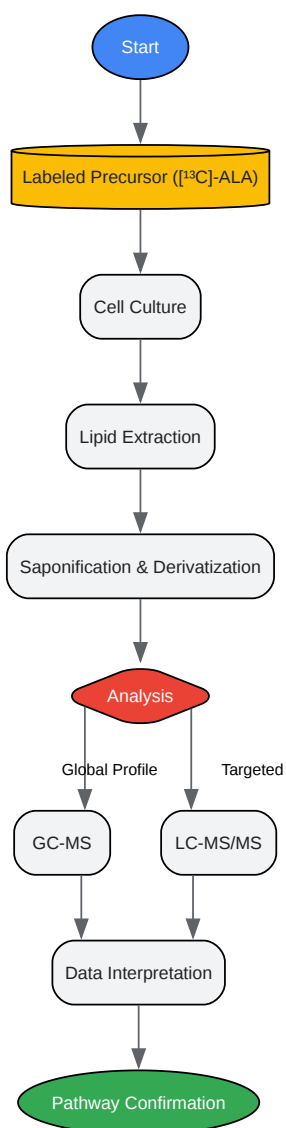 Start
Labeled Precursor ([¹³C]-ALA)
Cell Culture
Lipid Extraction
Saponification & Derivatization
Analysis
Global Profile
Targeted
GC-MS
LC-MS/MS
Data Interpretation
Pathway Confirmation